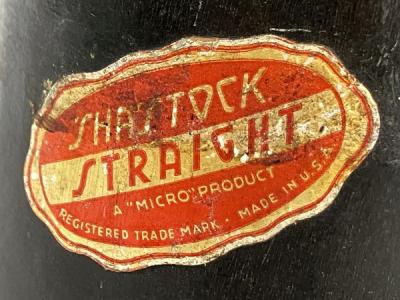 SHASTOCK
STRAIGHT
A "MICRO" PRODUCT
REGISTERED TRADE MARK · MADE IN U.S.A.